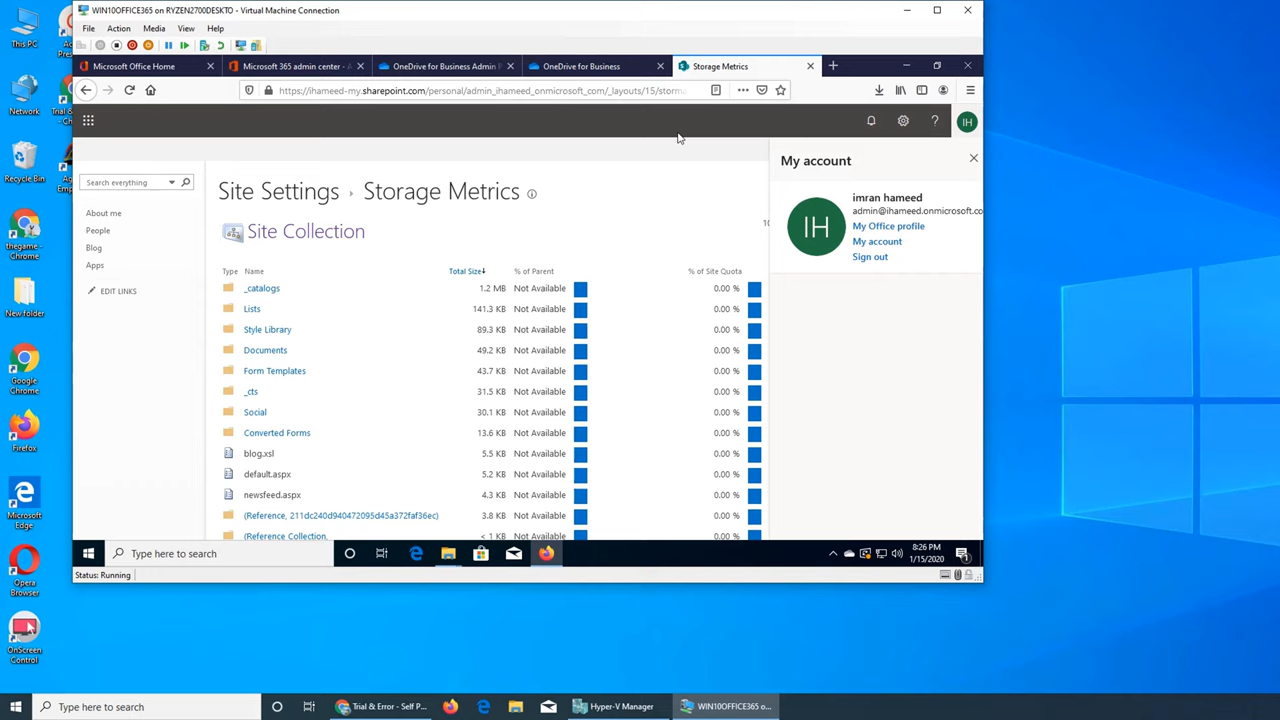 This PC
Network
Recycle Bin
thegame -
Chrome
New folder
Google
Chrome
Firefox
Microsoft
Edge
Opera
Browser
OnScreen
Control
WIN10OFFICE365 on RYZEN2700DESKTO - Virtual Machine Connection
File Action Media View Help
Microsoft Office Home
Microsoft 365 admin center -
OneDrive for Business Admin P
OneDrive for Business
Storage Metrics
https://ihameed-my.sharepoint.com/personal/admin_ihameed_onmicrosoft_com/_layouts/15/storma
IH
Search everything
About me
People
Blog
Apps
EDIT LINKS
Site Settings › Storage Metrics
Site Collection
10
Type Name Total Size↓ % of Parent % of Site Quota
_catalogs 1.2 MB Not Available 0.00 %
Lists 141.3 KB Not Available 0.00 %
Style Library 89.3 KB Not Available 0.00 %
Documents 49.2 KB Not Available 0.00 %
Form Templates 43.7 KB Not Available 0.00 %
_cts 31.5 KB Not Available 0.00 %
Social 30.1 KB Not Available 0.00 %
Converted Forms 13.6 KB Not Available 0.00 %
blog.xsl 5.5 KB Not Available 0.00 %
default.aspx 5.2 KB Not Available 0.00 %
newsfeed.aspx 4.3 KB Not Available 0.00 %
(Reference, 211dc240d940472095d45a372faf36ec) 3.8 KB Not Available 0.00 %
(Reference Collection, < 1 KB Not Available 0.00 %
My account
IH
imran hameed
admin@ihameed.onmicrosoft.co
My Office profile
My account
Sign out
Type here to search
8:26 PM
1/15/2020
1
Status: Running
Type here to search
Trial & Error - Self P...
Hyper-V Manager
WIN10OFFICE365 o...